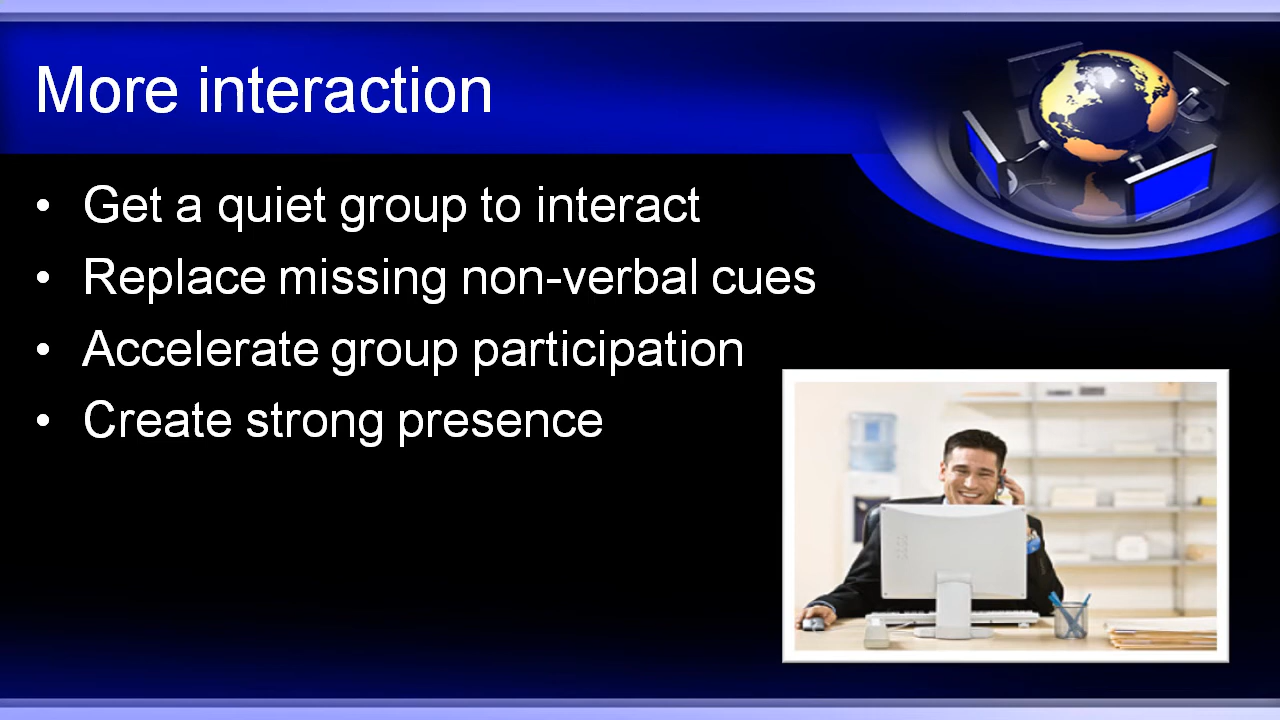 More interaction
• Get a quiet group to interact
• Replace missing non-verbal cues
• Accelerate group participation
• Create strong presence